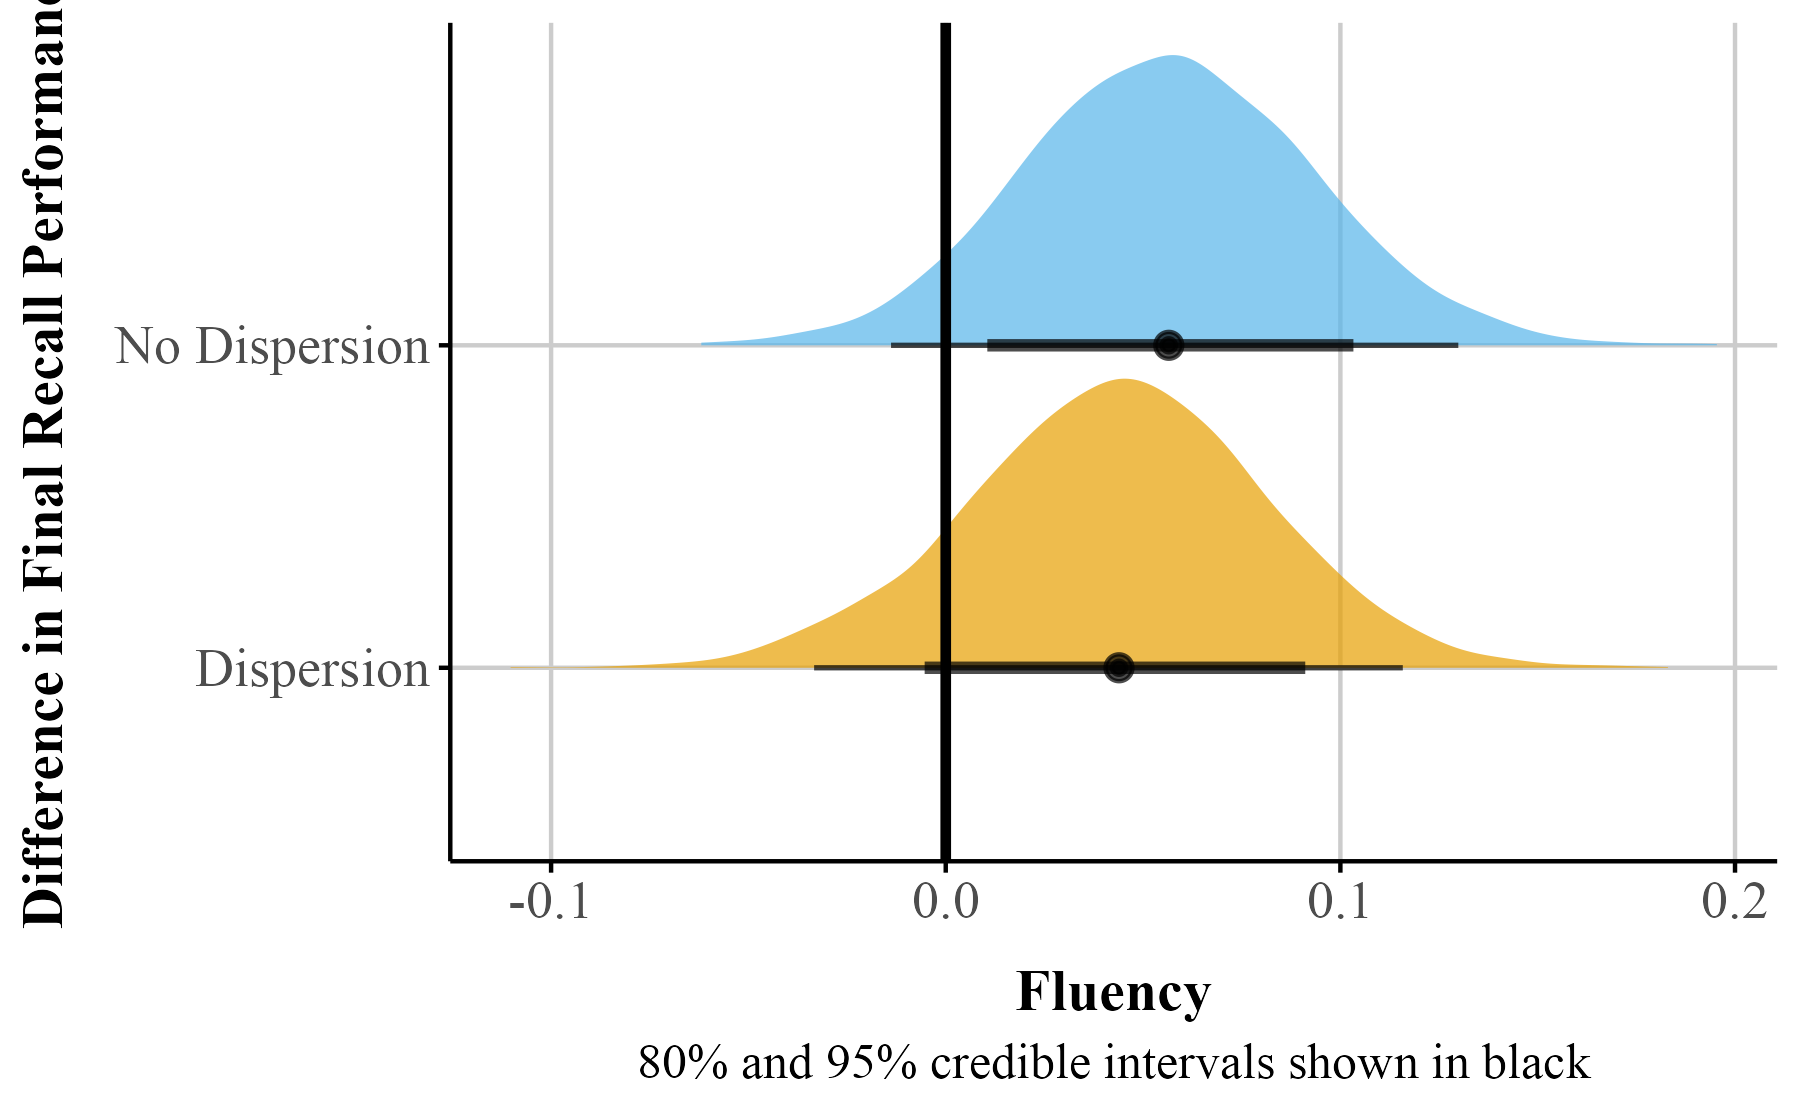 Difference in Final Recall
No Dispersion
Dispersion
-0.1 0.0 0.1 0.2
Fluency
80% and 95% credible intervals shown in black